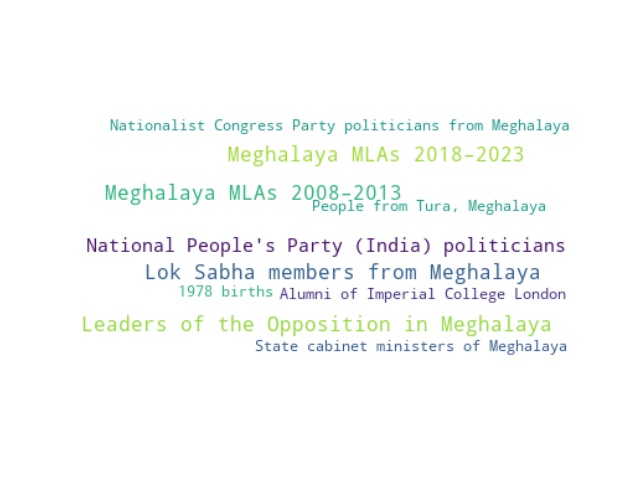 Nationalist Congress Party politicians from Meghalaya
Meghalaya MLAs 2018–2023
Meghalaya MLAs 2008–2013
People from Tura, Meghalaya
National People's Party (India) politicians
Lok Sabha members from Meghalaya
1978 births
Alumni of Imperial College London
Leaders of the Opposition in Meghalaya
State cabinet ministers of Meghalaya